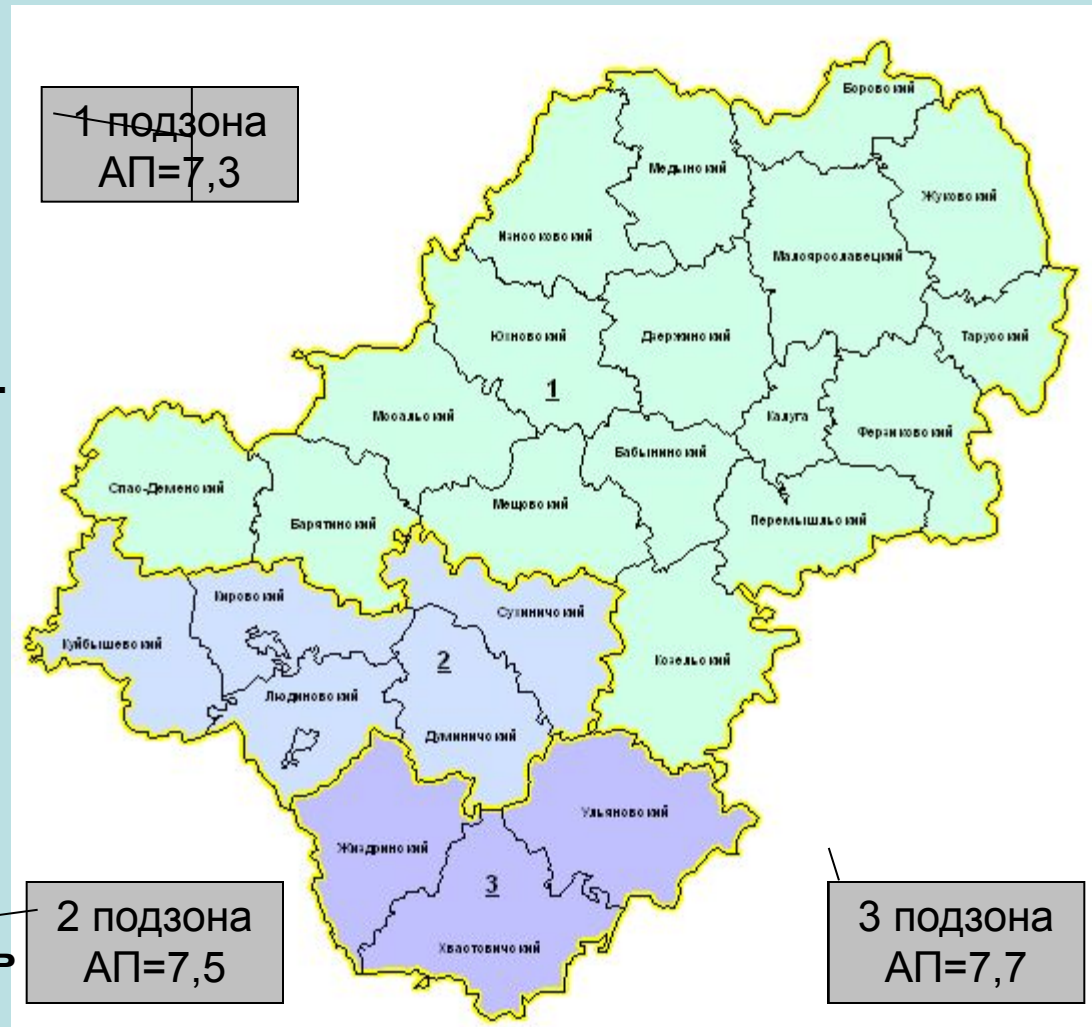 1 подзона
АП=7,3
Боровский
Медынский
Жуковский
Износковский
Малоярославецкий
Юхновский
Дзержинский
Тарусский
1
Мосальский
Калуга
Ферзиковский
Бабынинский
Спас-Деменский
Мещовский
Барятинский
Перемышльский
Кировский
Сухиничский
Куйбышевский
2
Козельский
Людиновский
Думиничский
Ульяновский
Жиздринский
3
Хвастовичский
2 подзона
АП=7,5
3 подзона
АП=7,7
ь